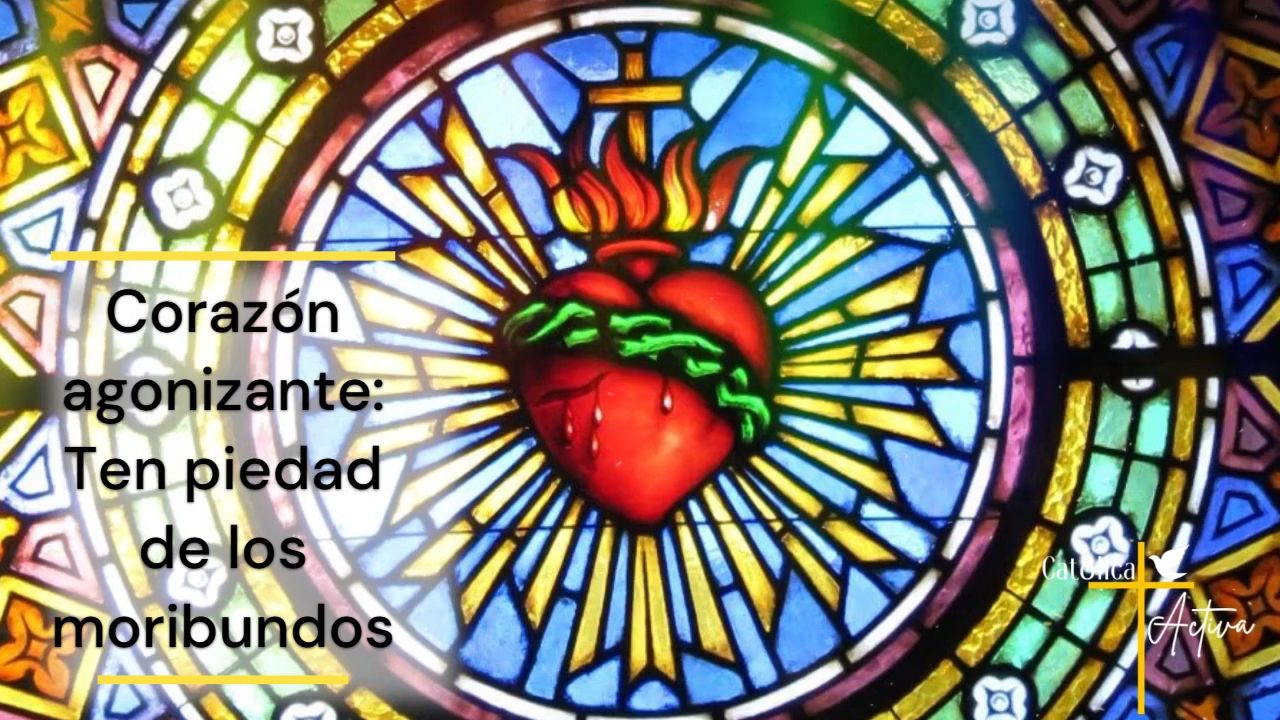 Corazón
agonizante:
Ten piedad
de los
moribundos
Católica
Activa